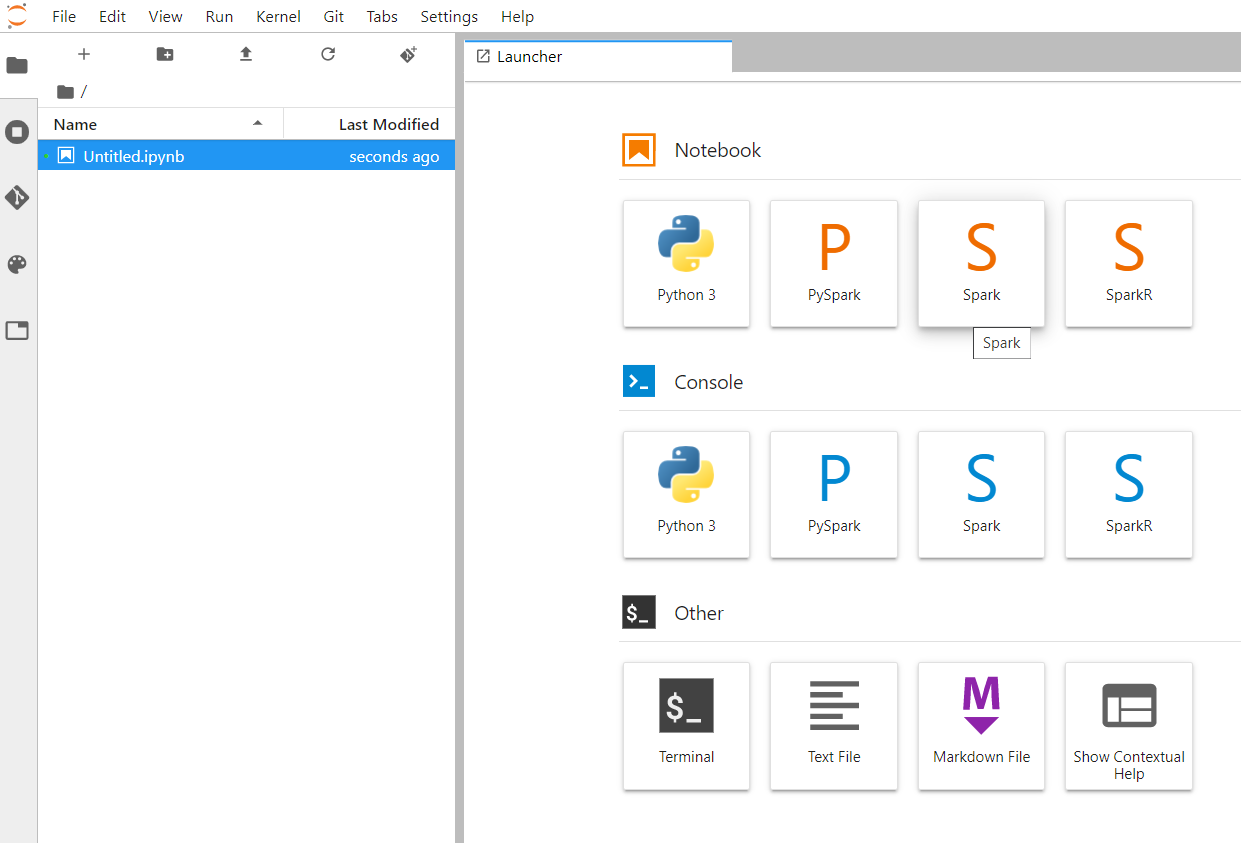 File Edit View Run Kernel Git Tabs Settings Help
Launcher
/
Name Last Modified
Untitled.ipynb seconds ago
Notebook
P S S
Python 3 PySpark Spark SparkR
Spark
>_ Console
P S S
Python 3 PySpark Spark SparkR
$_ Other
$_ M
Terminal Text File Markdown File Show Contextual
Help